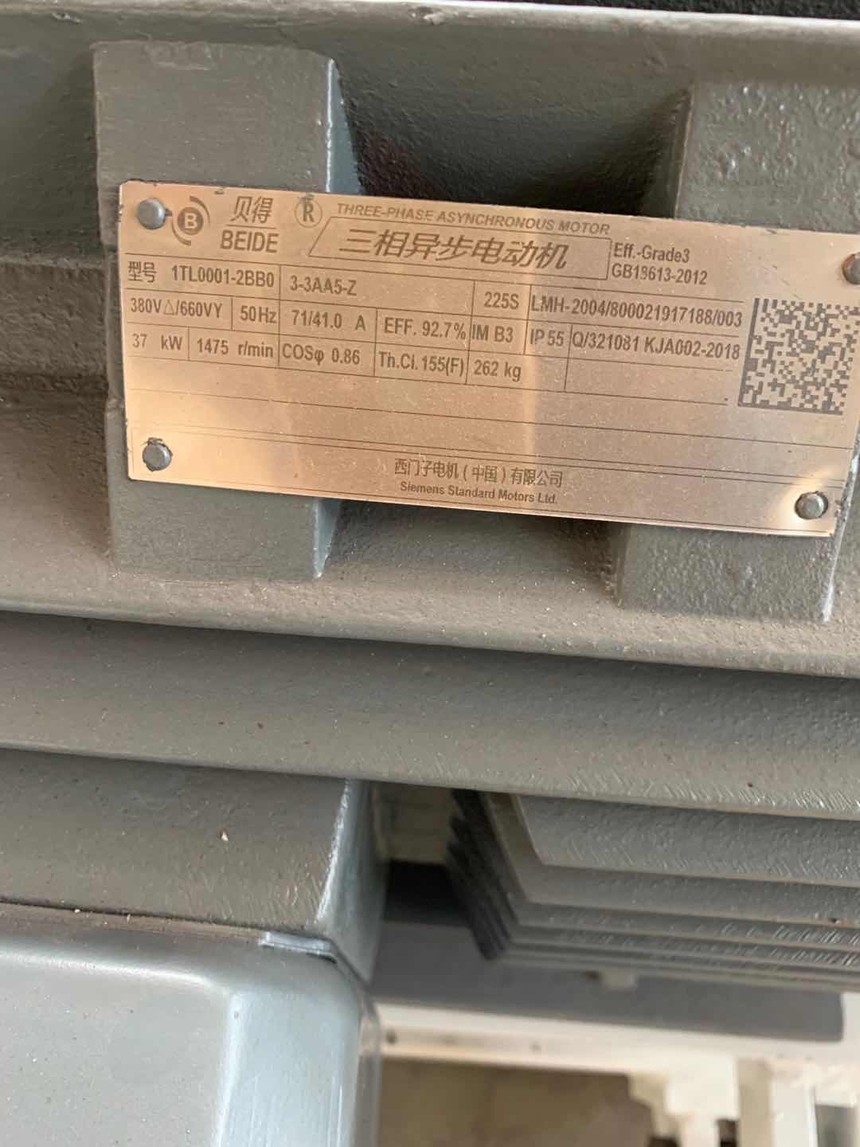 B 贝得 ® THREE-PHASE ASYNCHRONOUS MOTOR
BEIDE 三相异步电动机 Eff.-Grade3
GB18613-2012
型号 1TL0001-2BB0 3-3AA5-Z 225S LMH-2004/800021917188/003
380V△/660VY 50Hz 71/41.0 A EFF. 92.7% IM B3 IP 55 Q/321081 KJA002-2018
37 kW 1475 r/min COSφ 0.86 Th.Cl. 155(F) 262 kg
西门子电机(中国)有限公司
Siemens Standard Motors Ltd.